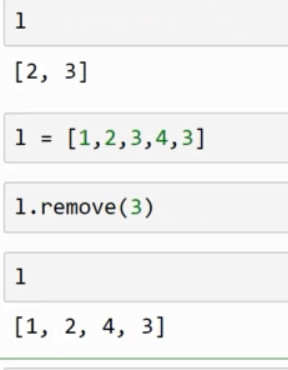 l
[2, 3]
l = [1,2,3,4,3]
l.remove(3)
l
[1, 2, 4, 3]